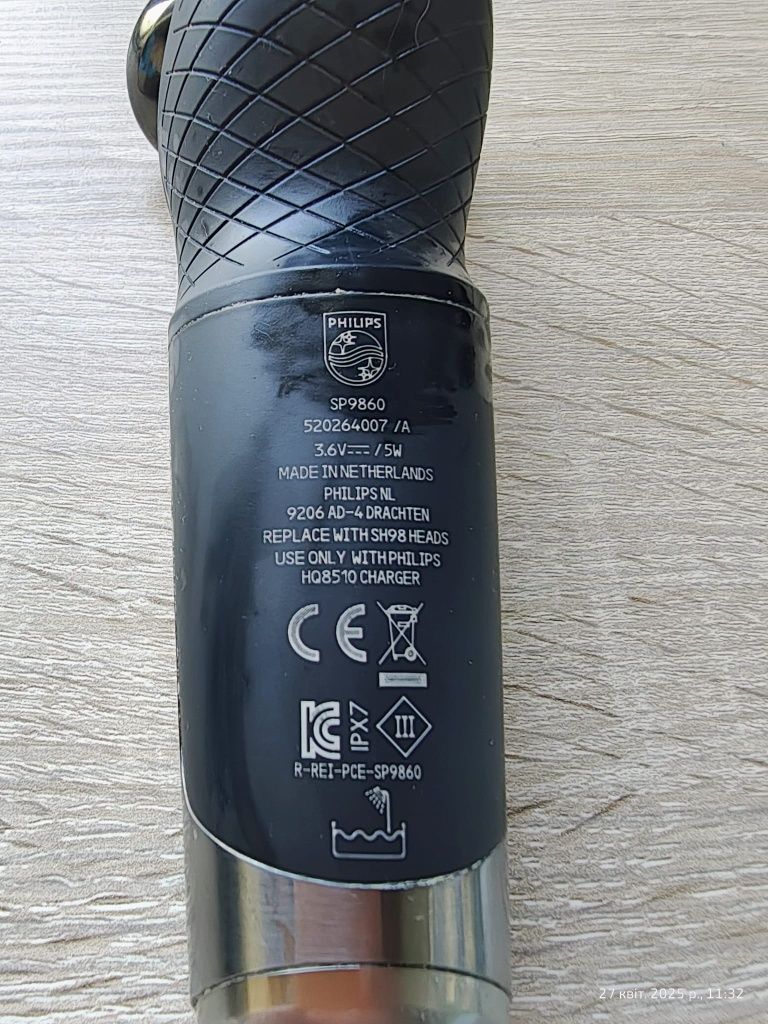 PHILIPS
SP9860
520264007 /A
3.6V⎓ / 5W
MADE IN NETHERLANDS
PHILIPS NL
9206 AD-4 DRACHTEN
REPLACE WITH SH98 HEADS
USE ONLY WITH PHILIPS
HQ8510 CHARGER
CE
IPX7
III
R-REI-PCE-SP9860
27 квіт. 2025 р., 11:32